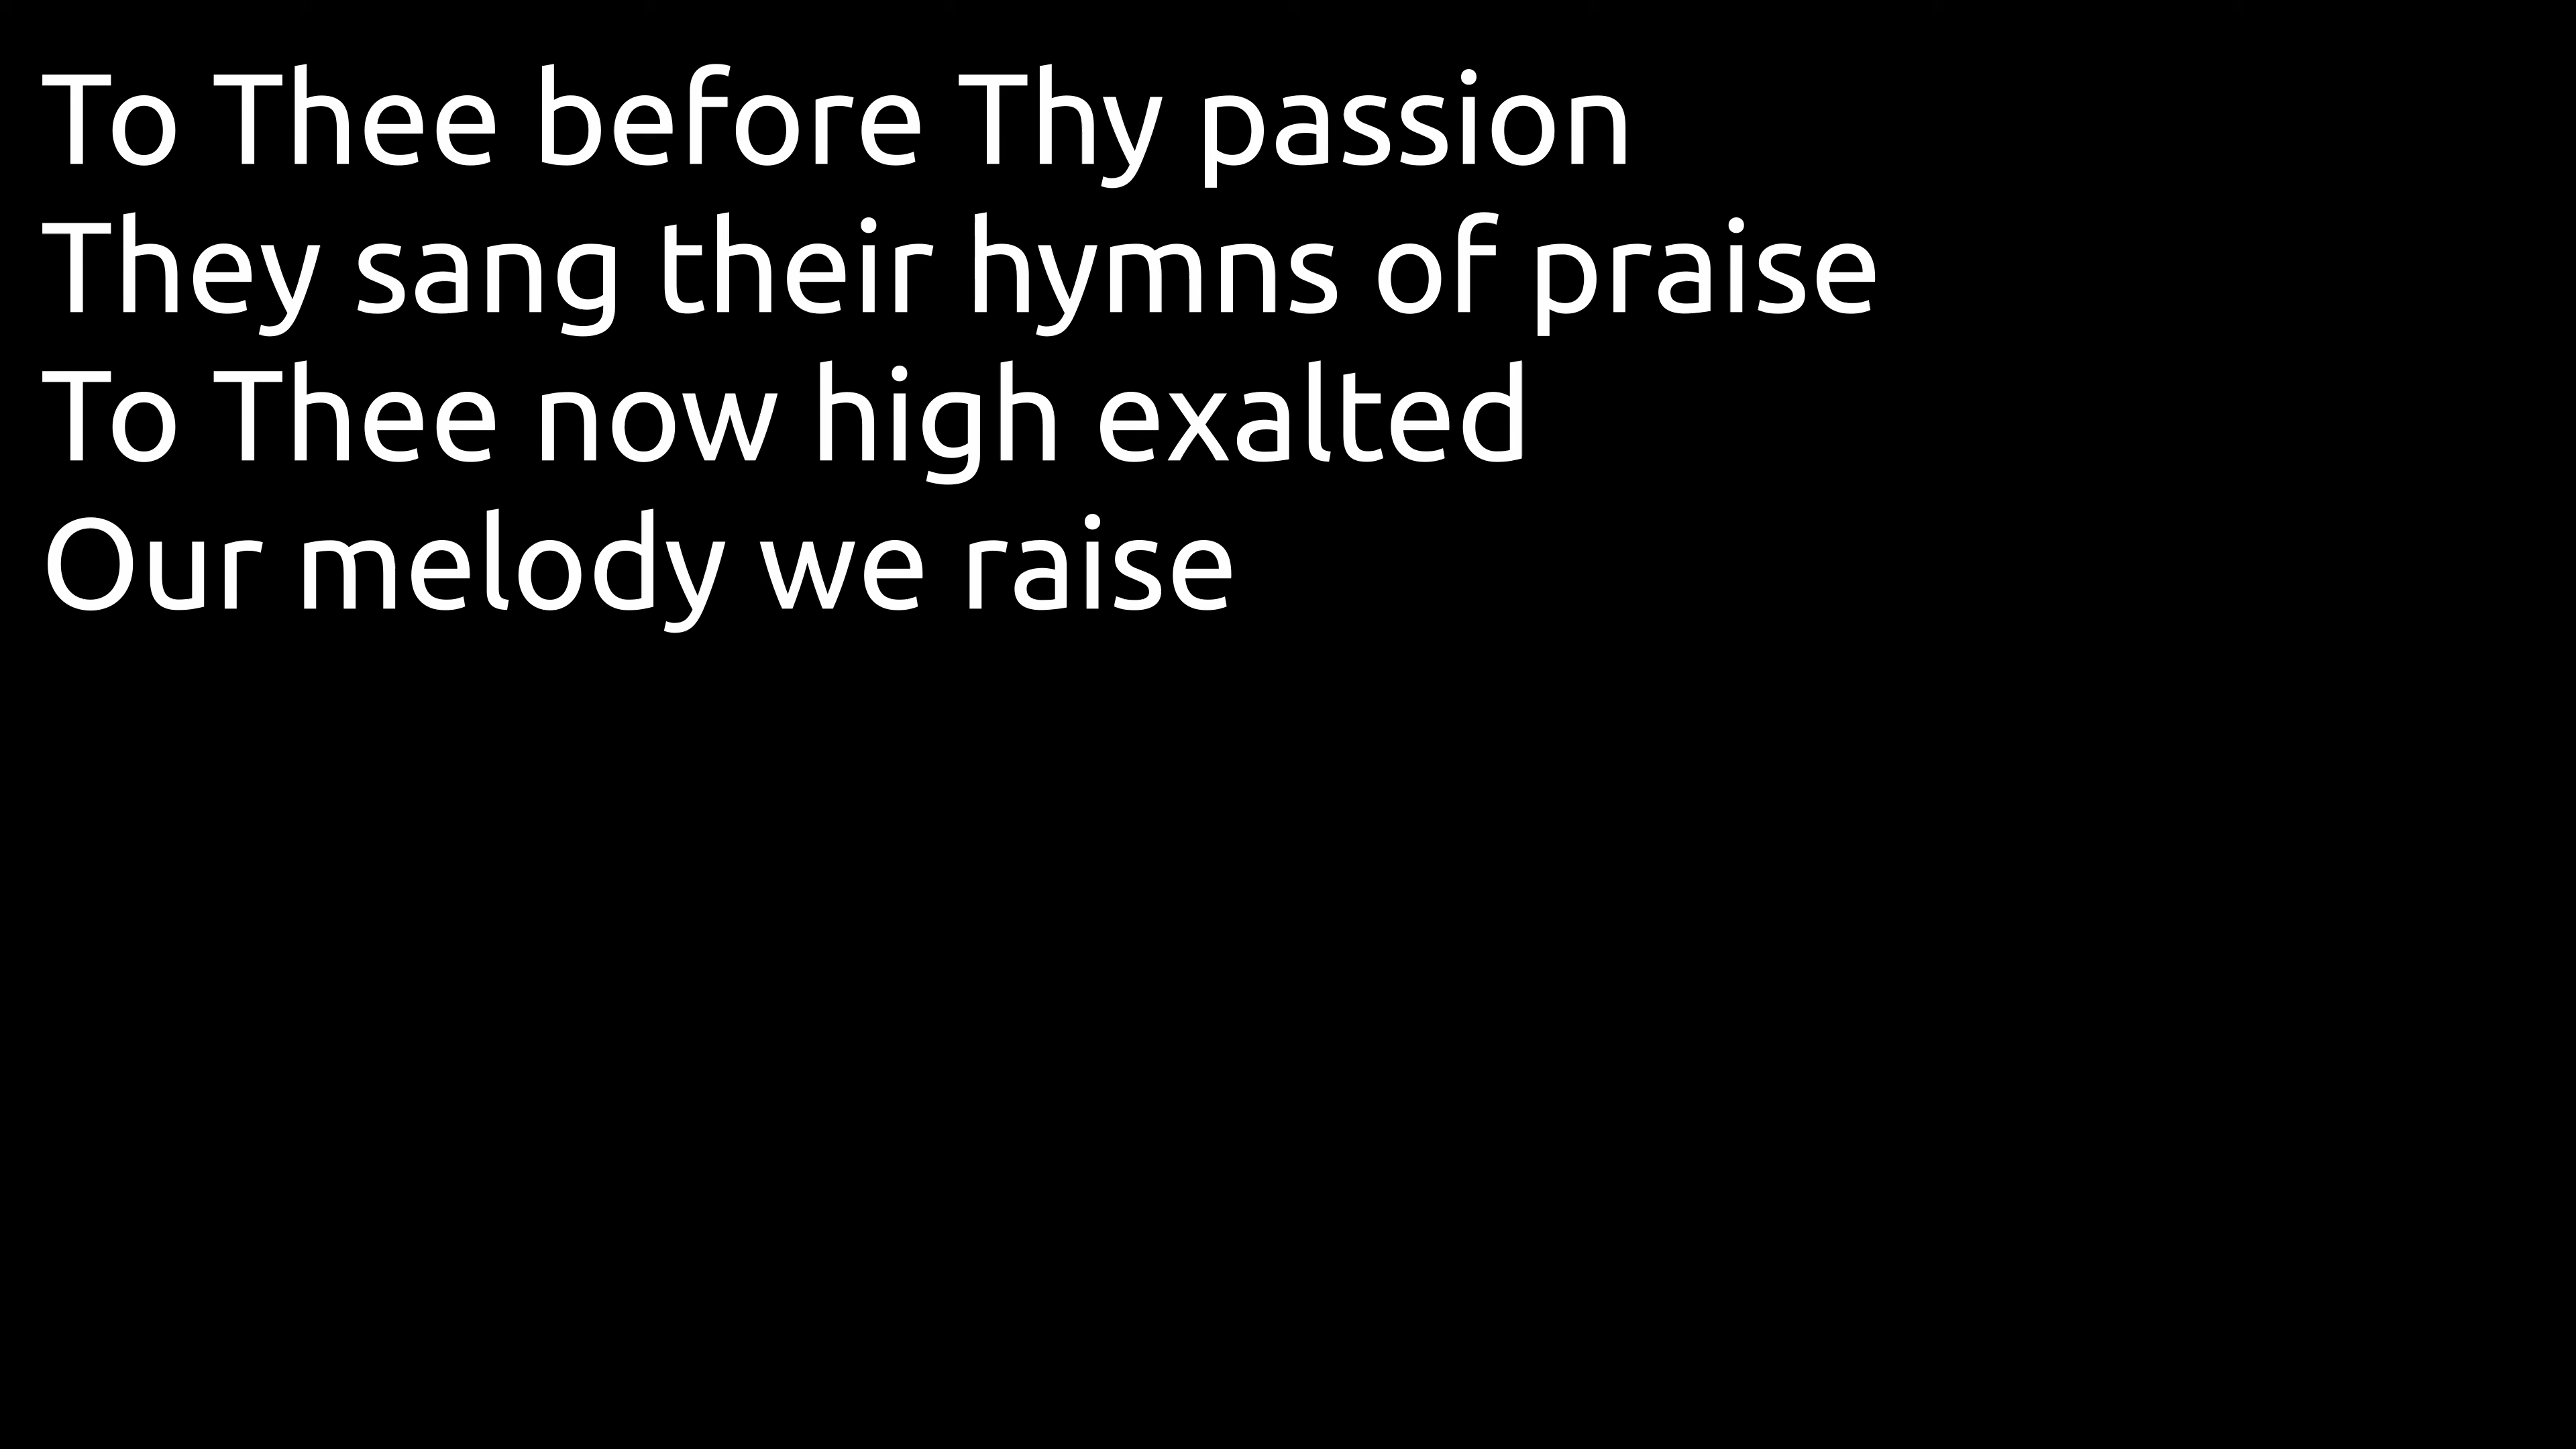 To Thee before Thy passion
They sang their hymns of praise
To Thee now high exalted
Our melody we raise